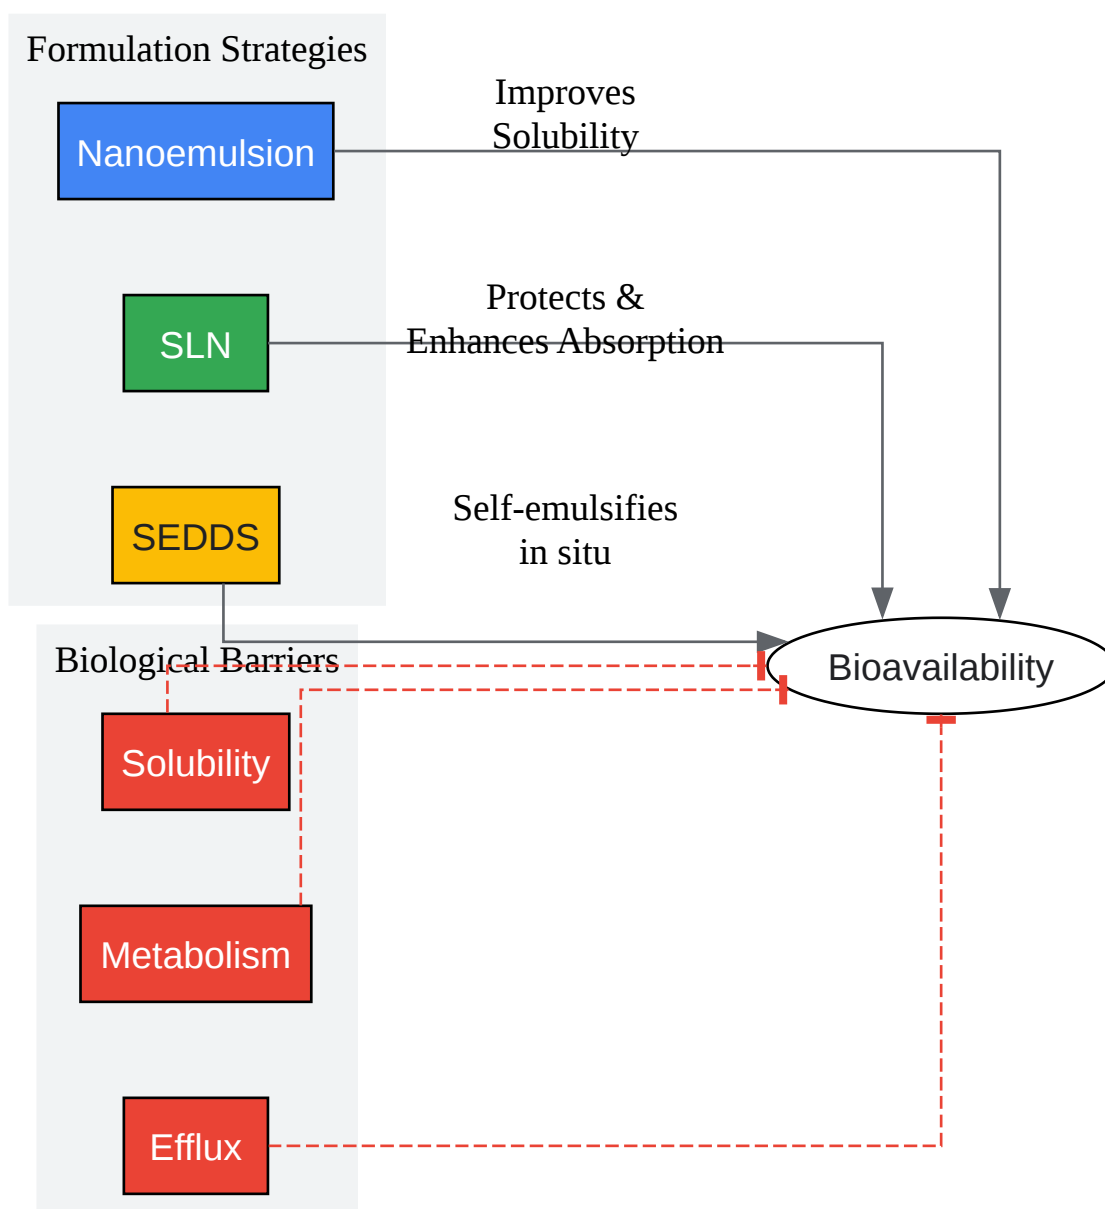 Formulation Strategies
Nanoemulsion
Improves
Solubility
SLN
Protects &
Enhances Absorption
SEDDS
Self-emulsifies
in situ
Biological Barriers
Solubility
Bioavailability
Metabolism
Efflux